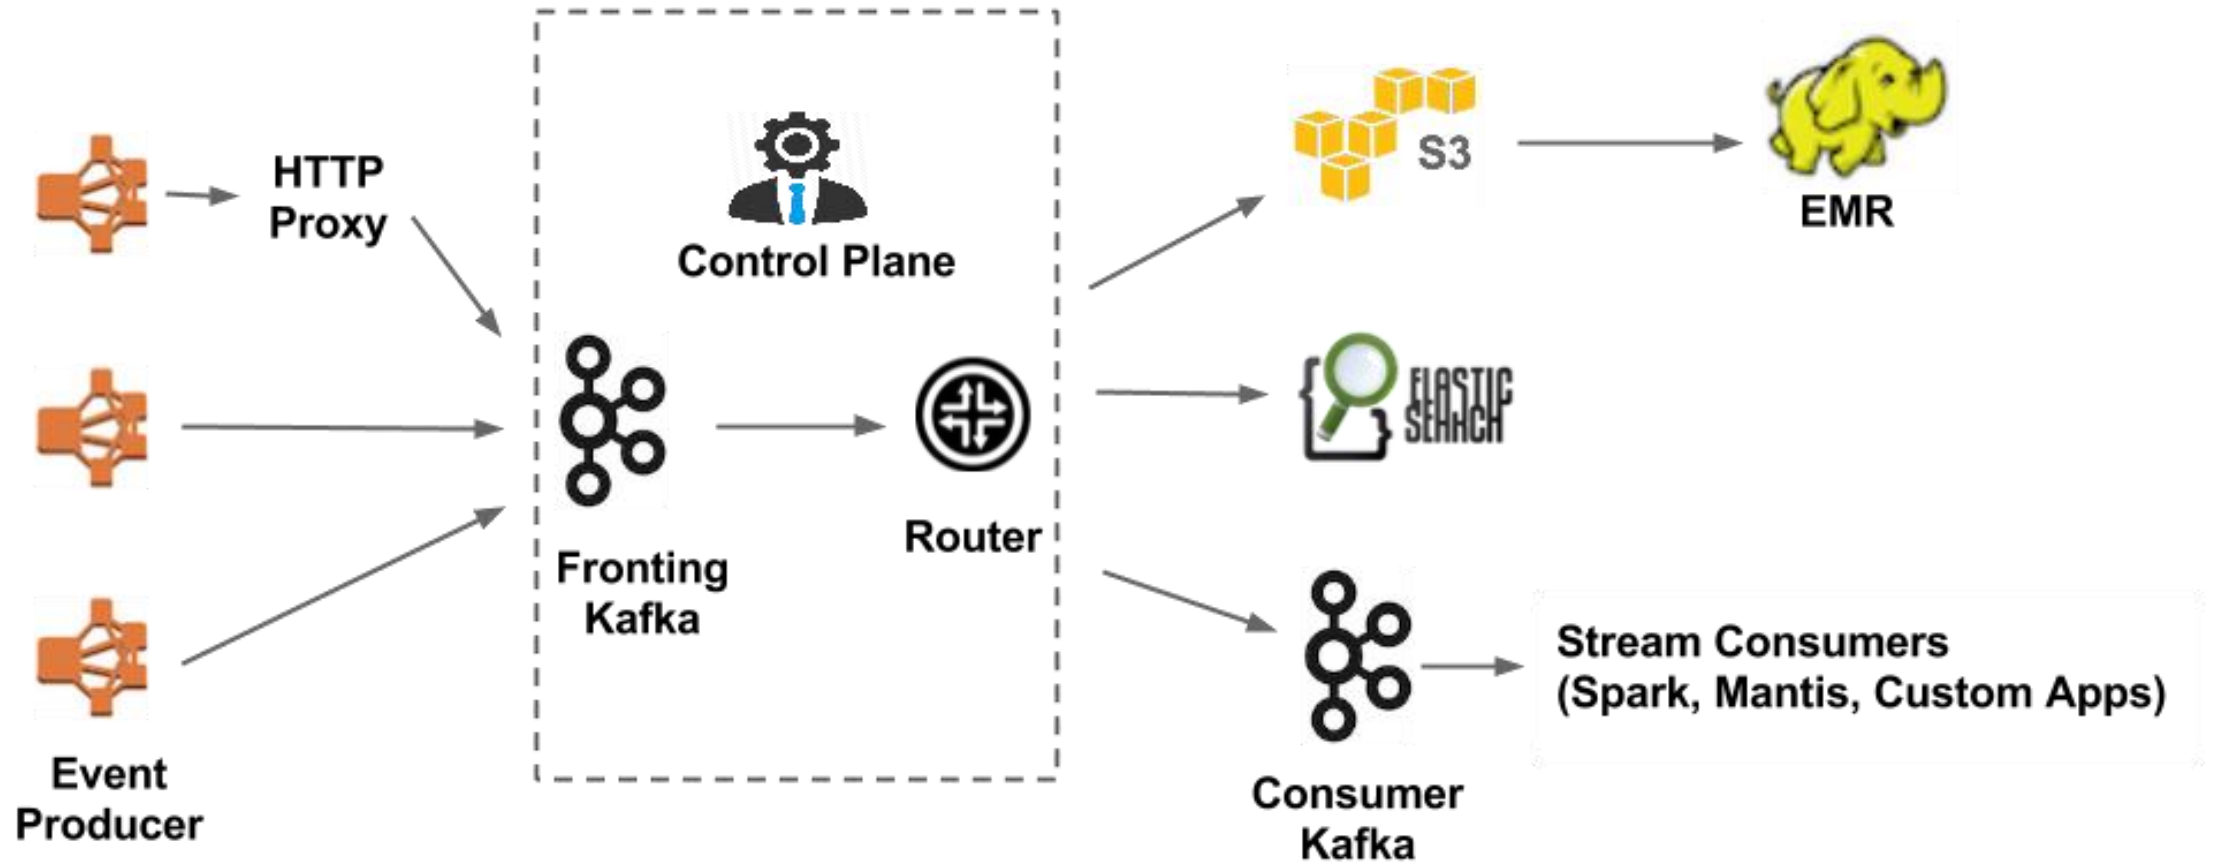 HTTP
Proxy
Event
Producer
Control Plane
Fronting
Kafka
Router
S3
EMR
ELASTIC
SEARCH
Consumer
Kafka
Stream Consumers
(Spark, Mantis, Custom Apps)